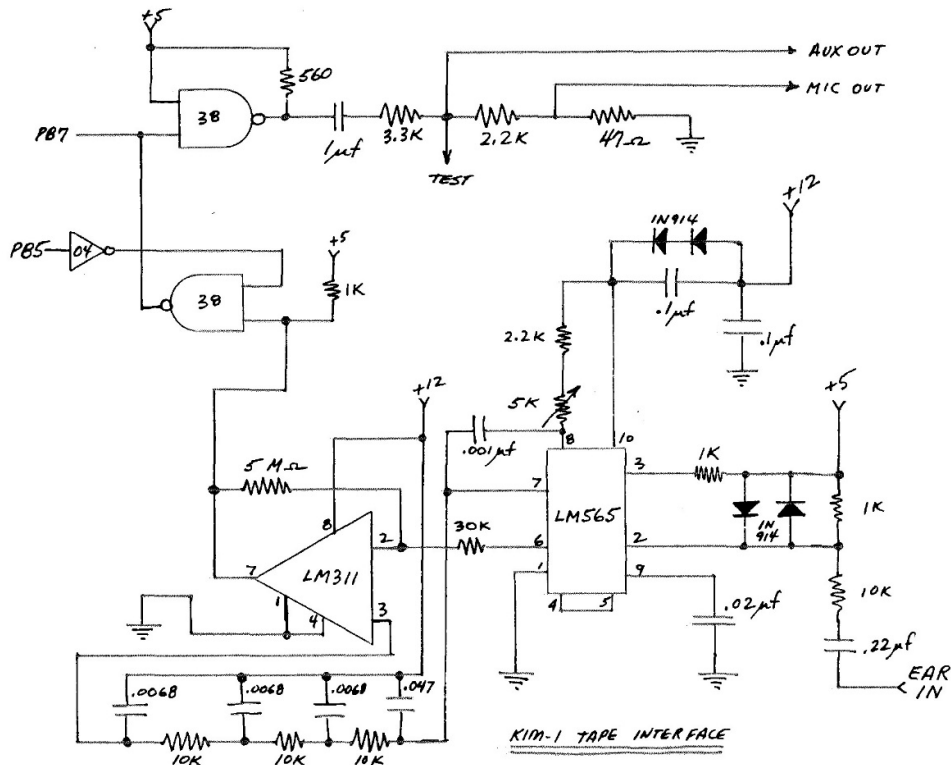 +5
560
AUX OUT
MIC OUT
38
PB7
1µf
3.3K
2.2K
47Ω
TEST
+12
1N914
PB5
04
+5
1K
38
.1µf
.1µf
2.2K
+12
5K
+5
.001µf
8
10
3
1K
5 MΩ
7
LM565
1K
8
30K
1N
914
2
6
2
7
LM311
1
9
10K
1
4
3
4
5
.02µf
.22µf
.0068
.0068
.0068
.047
EAR
IN
10K
10K
10K
KIM-1 TAPE INTERFACE